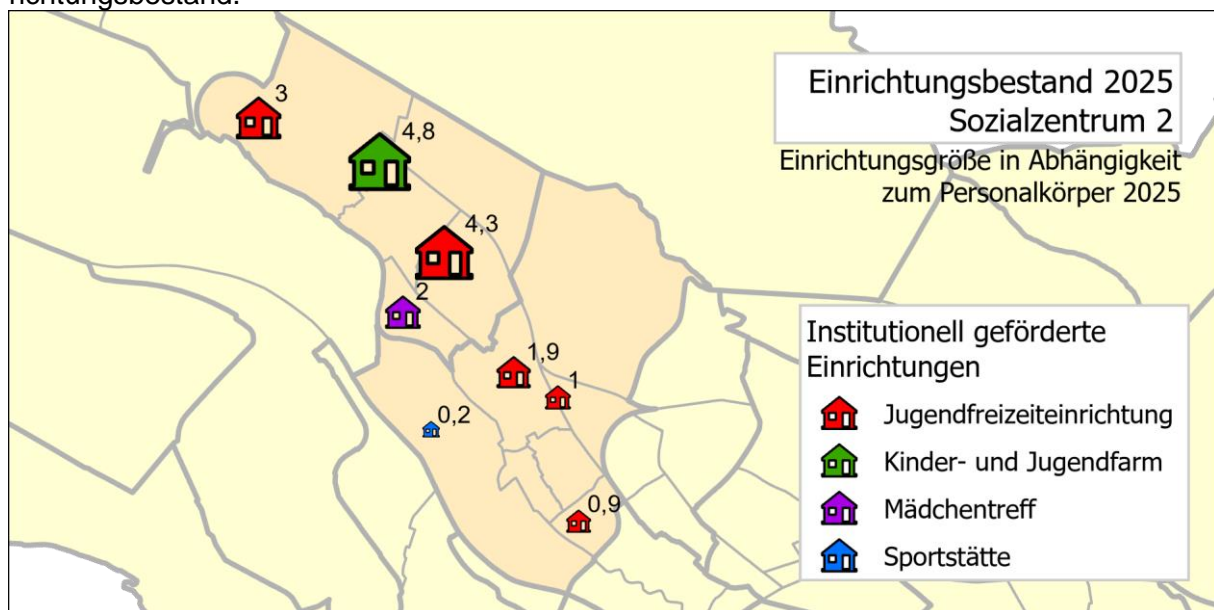 richtungsbestand.
Einrichtungsbestand 2025
Sozialzentrum 2
Einrichtungsgröße in Abhängigkeit
zum Personalkörper 2025
3
4,8
4,3
2
1,9
1
0,2
0,9
Institutionell geförderte
Einrichtungen
Jugendfreizeiteinrichtung
Kinder- und Jugendfarm
Mädchentreff
Sportstätte